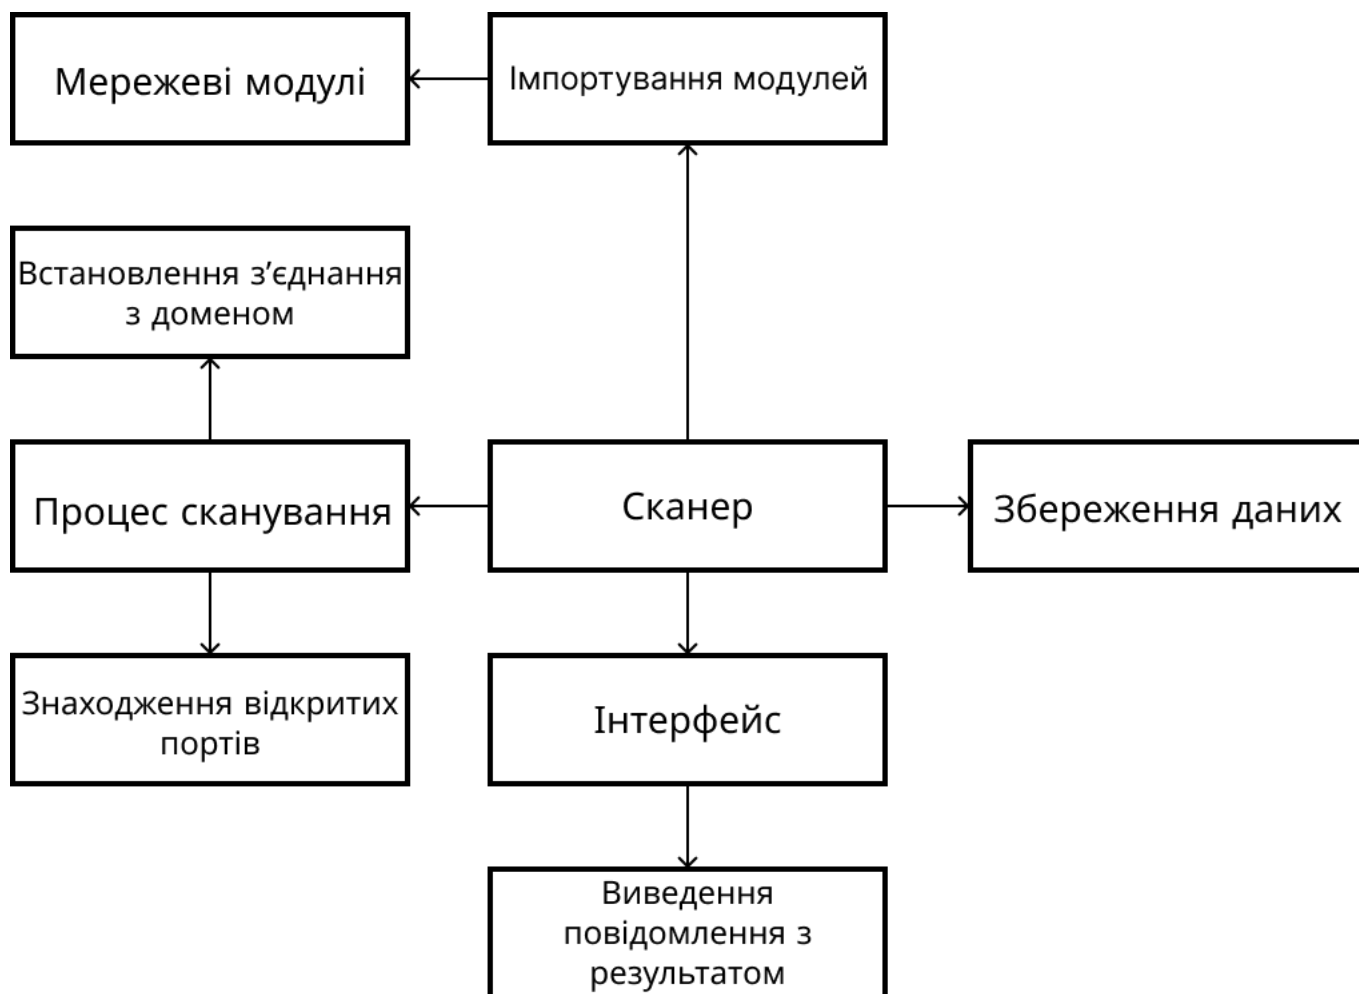 Мережеві модулі
Імпортування модулей
Встановлення з’єднання
з доменом
Процес сканування
Сканер
Збереження даних
Знаходження відкритих
портів
Інтерфейс
Виведення
повідомлення з
результатом